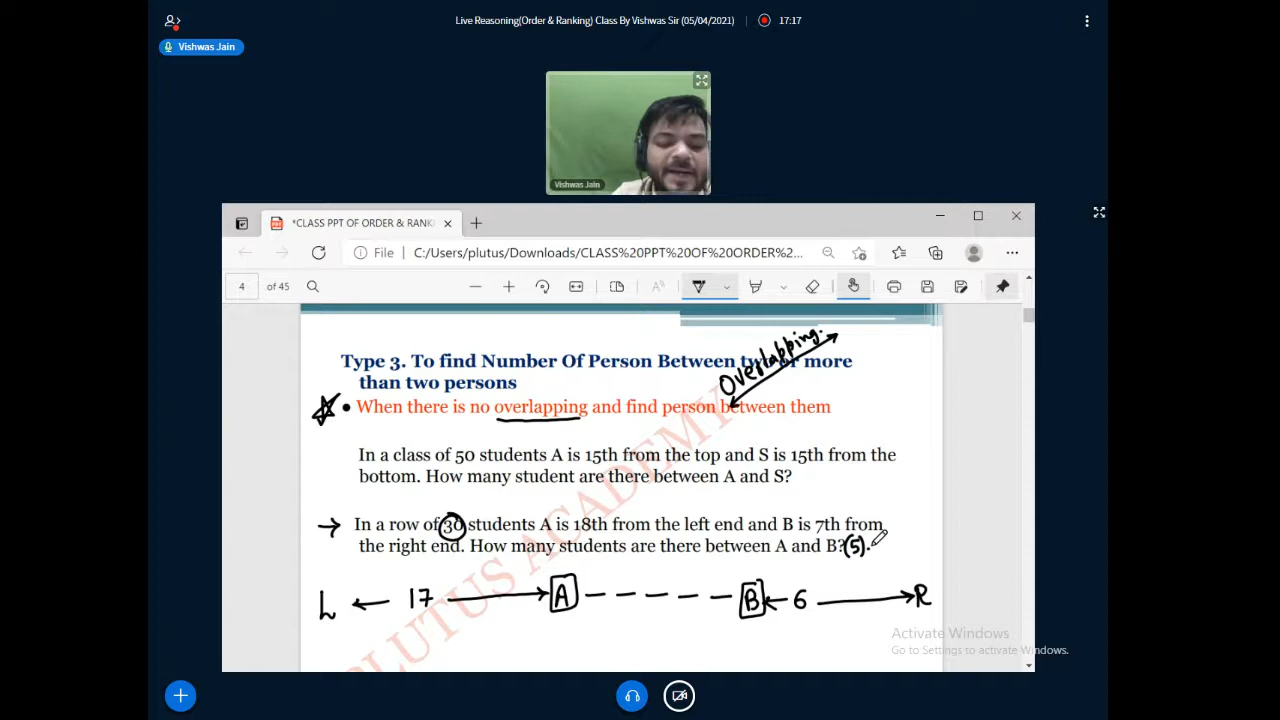 Live Reasoning(Order & Ranking) Class By Vishwas Sir (05/04/2021)
17:17
Vishwas Jain
Vishwas Jain
*CLASS PPT OF ORDER & RANKI
File
C:/Users/plutus/Downloads/CLASS%20PPT%20OF%20ORDER%2...
4 of 45
Overlapping.
Type 3. To find Number Of Person Between two or more
than two persons
• When there is no overlapping and find person between them
In a class of 50 students A is 15th from the top and S is 15th from the
bottom. How many student are there between A and S?
In a row of 30 students A is 18th from the left end and B is 7th from
the right end. How many students are there between A and B? (5).
L 17 A B 6 R
PLUTUS ACADEMY
Activate Windows
Go to Settings to activate Windows.